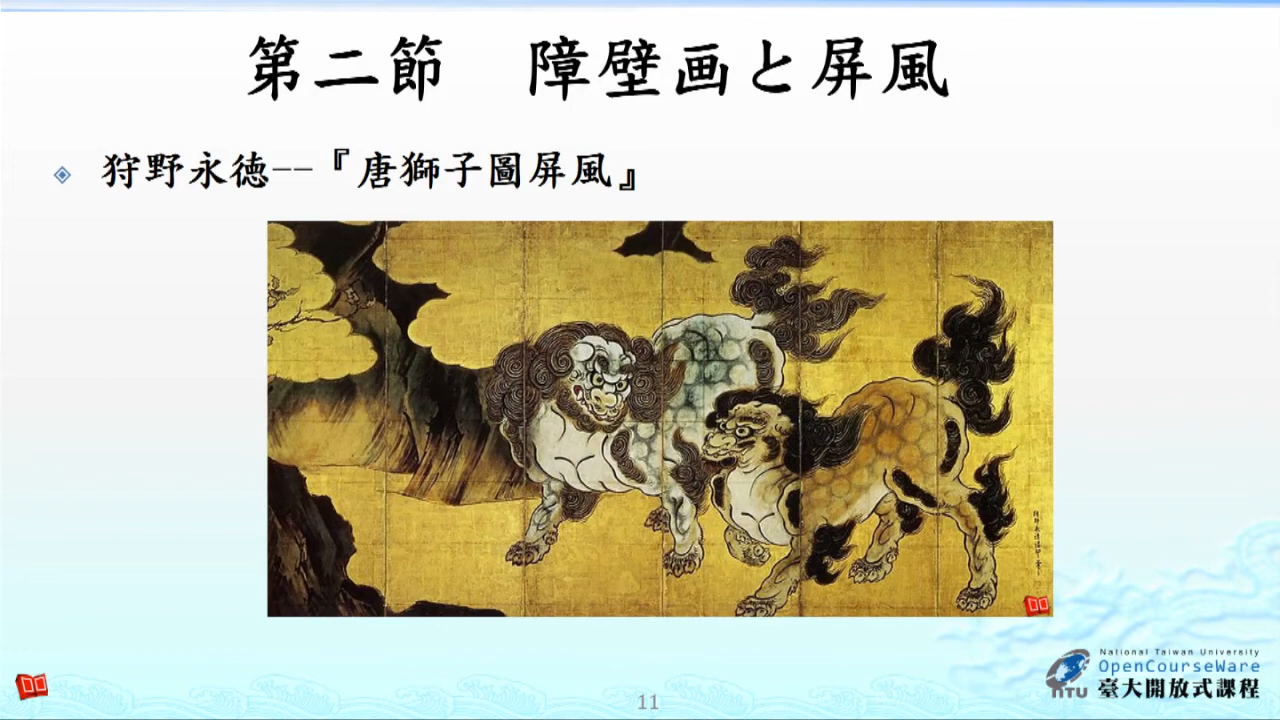 第二節　障壁画と屏風
狩野永徳--『唐獅子圖屏風』
National Taiwan University
OpenCourseWare
NTU 臺大開放式課程
11